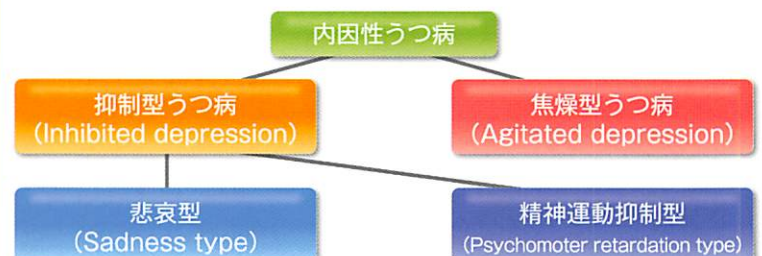 内因性うつ病
抑制型うつ病
(Inhibited depression)
焦燥型うつ病
(Agitated depression)
悲哀型
(Sadness type)
精神運動抑制型
(Psychomoter retardation type)